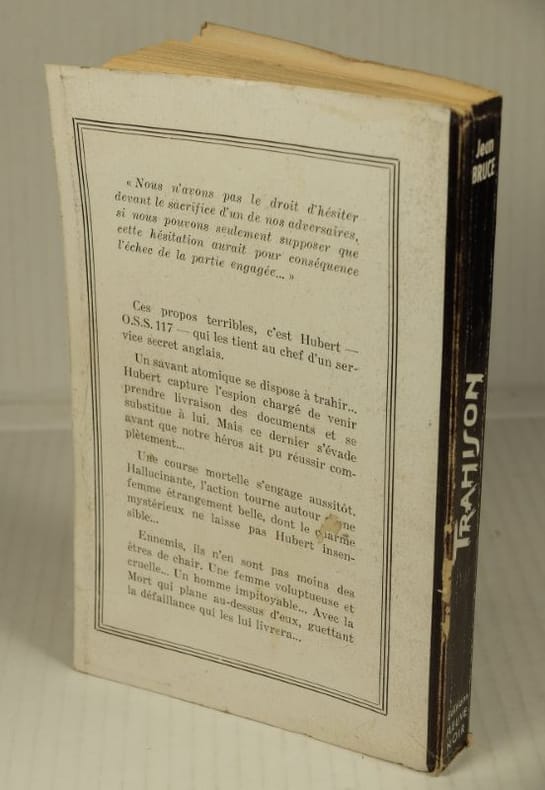 « Nous n'avons pas le droit d'hésiter
devant le sacrifice d'un de nos adversaires,
si nous pouvons seulement supposer que
cette hésitation aurait pour conséquence
l'échec de la partie engagée... »
Ces propos terribles, c'est Hubert —
O.S.S. 117 — qui les tient au chef d'un ser-
vice secret anglais.
Un savant atomique se dispose à trahir...
Hubert capture l'espion chargé de venir
prendre livraison des documents et se
substitue à lui. Mais ce dernier s'évade
avant que notre héros ait pu réussir com-
plètement...
Une course mortelle s'engage aussitôt.
Hallucinante, l'action tourne autour
femme étrangement belle, dont le charme
mystérieux ne laisse pas Hubert insen-
sible...
Ennemis, ils n'en sont pas moins des
êtres de chair. Une femme voluptueuse et
cruelle... Un homme impitoyable... Avec la
Mort qui plane au-dessus d'eux, guettant
la défaillance qui les lui livrera...
Jean
BRUCE
TRAHISON
FLEUVE
NOIR